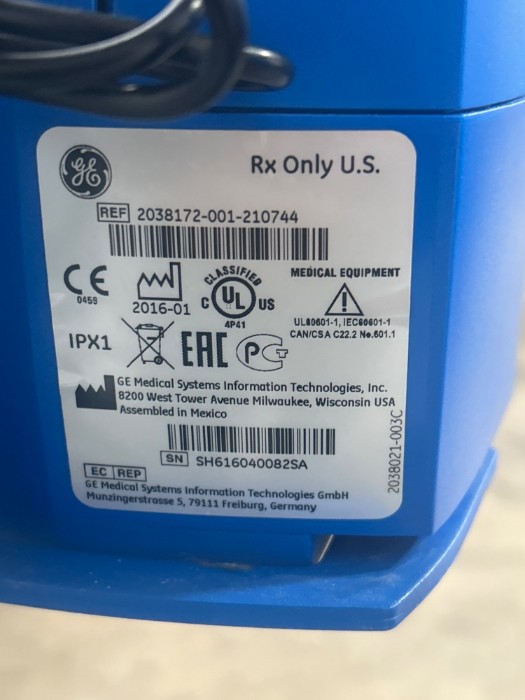 GE
Rx Only U.S.
REF 2038172-001-210744
CE
0459
2016-01
CLASSIFIED
C UL US
4P41
MEDICAL EQUIPMENT
UL60601-1, IEC60601-1
CAN/CSA C22.2 No.601.1
IPX1
EAC
GE Medical Systems Information Technologies, Inc.
8200 West Tower Avenue Milwaukee, Wisconsin USA
Assembled in Mexico
SN SH616040082SA
EC REP
GE Medical Systems Information Technologies GmbH
Munzingerstrasse 5, 79111 Freiburg, Germany
2038021-003C